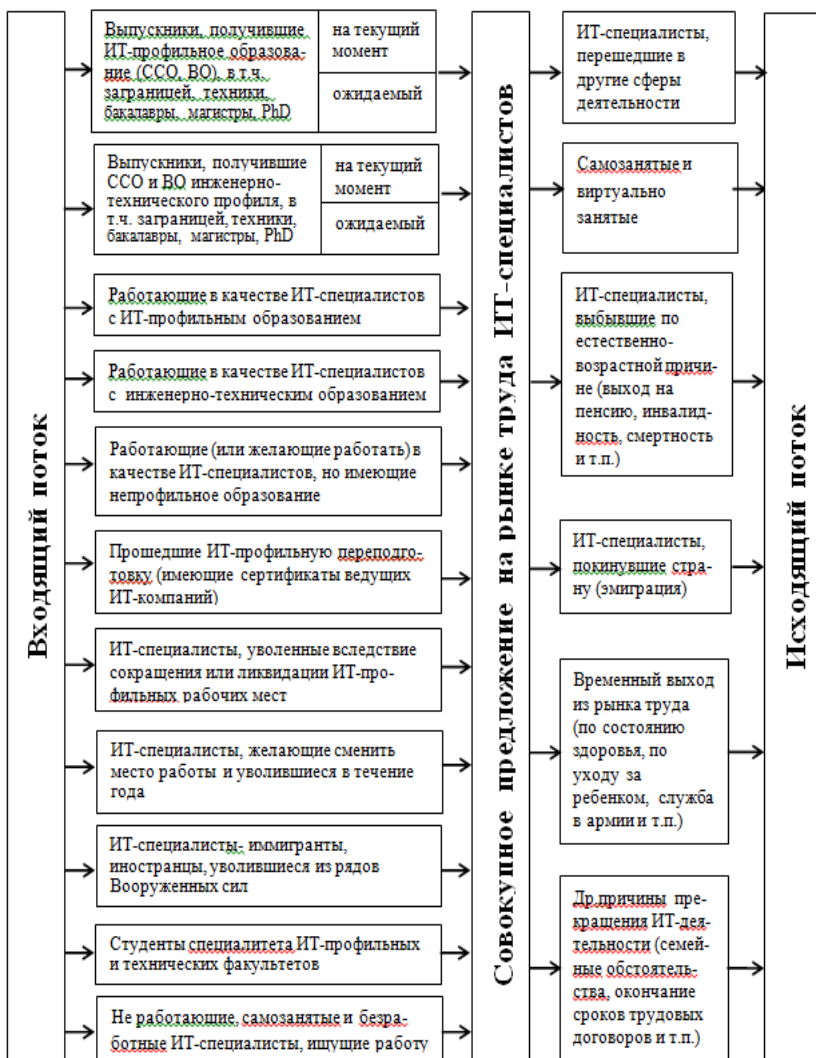 Входящий поток
Выпускники, получившие
ИТ-профильное образова-
ние (ССО, ВО), в т.ч.
заграницей, техники,
бакалавры, магистры, PhD
на текущий
момент
ожидаемый
Выпускники, получившие
ССО и ВО инженерно-
технического профиля, в
т.ч. заграницей, техники,
бакалавры, магистры, PhD
на текущий
момент
ожидаемый
Работающие в качестве ИТ-специалистов
с ИТ-профильным образованием
Работающие в качестве ИТ-специалистов
с инженерно-техническим образованием
Работающие (или желающие работать) в
качестве ИТ-специалистов, но имеющие
непрофильное образование
Прошедшие ИТ-профильную переподго-
товку (имеющие сертификаты ведущих
ИТ-компаний)
ИТ-специалисты, уволенные вследствие
сокращения или ликвидации ИТ-про-
фильных рабочих мест
ИТ-специалисты, желающие сменить
место работы и уволившиеся в течение
года
ИТ-специалисты- иммигранты,
иностранцы, уволившиеся из рядов
Вооруженных сил
Студенты специалитета ИТ-профильных
и технических факультетов
Не работающие, самозанятые и безра-
ботные ИТ-специалисты, ищущие работу
Совокупное предложение на рынке труда ИТ-специалистов
ИТ-специалисты,
перешедшие в
другие сферы
деятельности
Самозанятые и
виртуально
занятые
ИТ-специалисты,
выбывшие по
естественно-
возрастной причи-
не (выход на
пенсию, инвалид-
ность, смертность
и т.п.)
ИТ-специалисты,
покинувшие стра-
ну (эмиграция)
Временный выход
из рынка труда
(по состоянию
здоровья, по
уходу за
ребенком, служба
в армии и т.п.)
Др.причины пре-
кращения ИТ-дея-
тельности (семей-
ные обстоятель-
ства, окончание
сроков трудовых
договоров и т.п.)
Исходящий поток